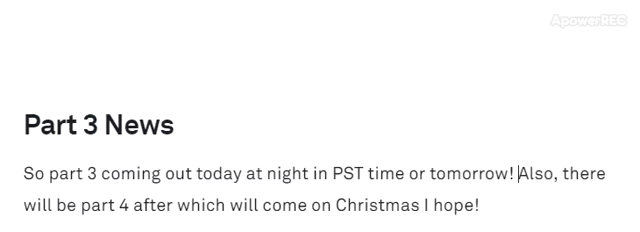 ApowerREC
Part 3 News
So part 3 coming out today at night in PST time or tomorrow! Also, there
will be part 4 after which will come on Christmas I hope!